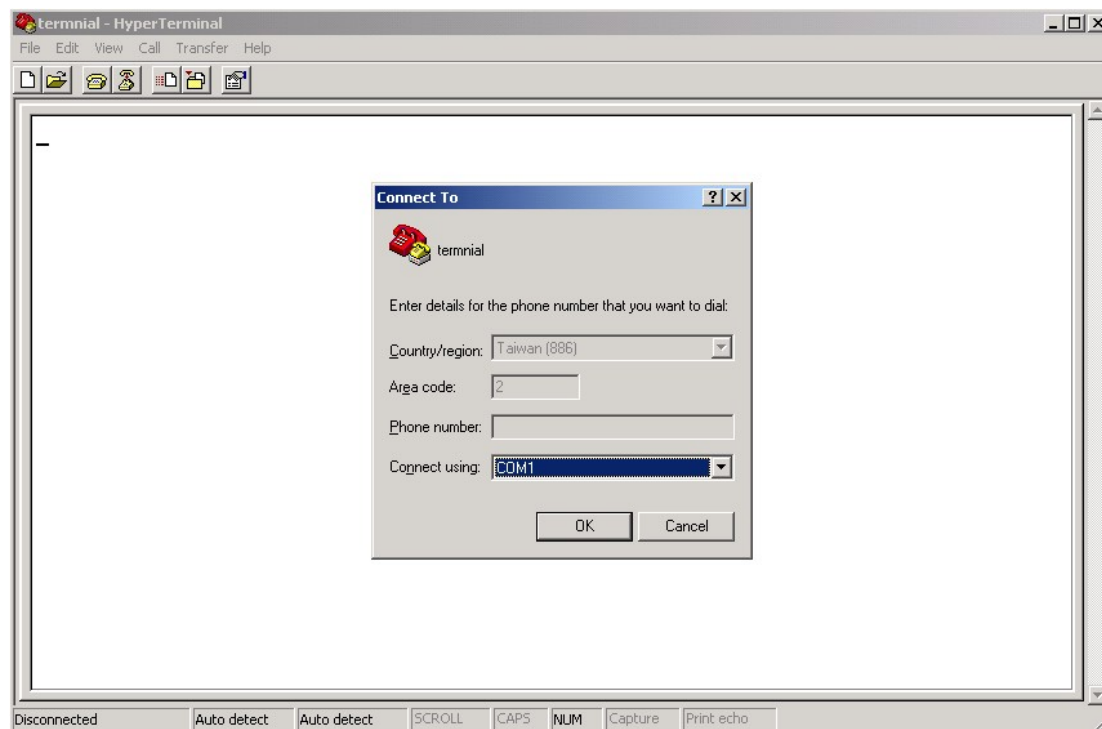 termnial - HyperTerminal
File Edit View Call Transfer Help
Connect To
termnial
Enter details for the phone number that you want to dial:
Country/region: Taiwan (886)
Area code: 2
Phone number:
Connect using: COM1
OK Cancel
Disconnected Auto detect Auto detect SCROLL CAPS NUM Capture Print echo